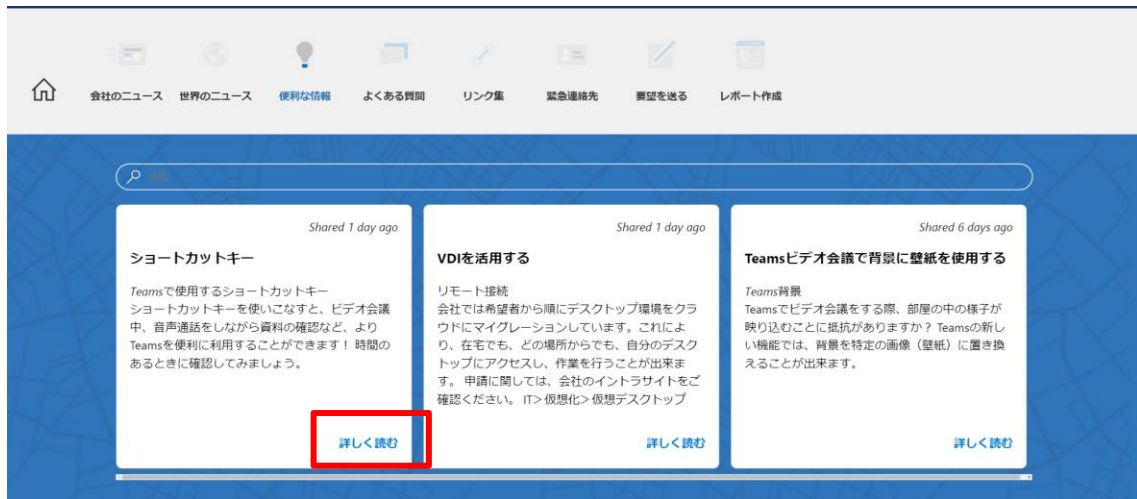 会社のニュース 世界のニュース 便利な情報 よくある質問 リンク集 緊急連絡先 要望を送る レポート作成
Shared 1 day ago
ショートカットキー
Teamsで使用するショートカットキー
ショートカットキーを使いこなすと、ビデオ会議
中、音声通話をしながら資料の確認など、より
Teamsを便利に利用することができます！ 時間の
あるときに確認してみましょう。
詳しく読む
Shared 1 day ago
VDIを活用する
リモート接続
会社では希望者から順にデスクトップ環境をクラ
ウドにマイグレーションしています。これによ
り、在宅でも、どの場所からでも、自分のデスク
トップにアクセスし、作業を行うことが出来ま
す。 申請に関しては、会社のイントラサイトをご
確認ください。 IT> 仮想化> 仮想デスクトップ
詳しく読む
Shared 6 days ago
Teamsビデオ会議で背景に壁紙を使用する
Teams背景
Teamsでビデオ会議をする際、部屋の中の様子が
映り込むことに抵抗がありますか？ Teamsの新し
い機能では、背景を特定の画像（壁紙）に置き換
えることが出来ます。
詳しく読む